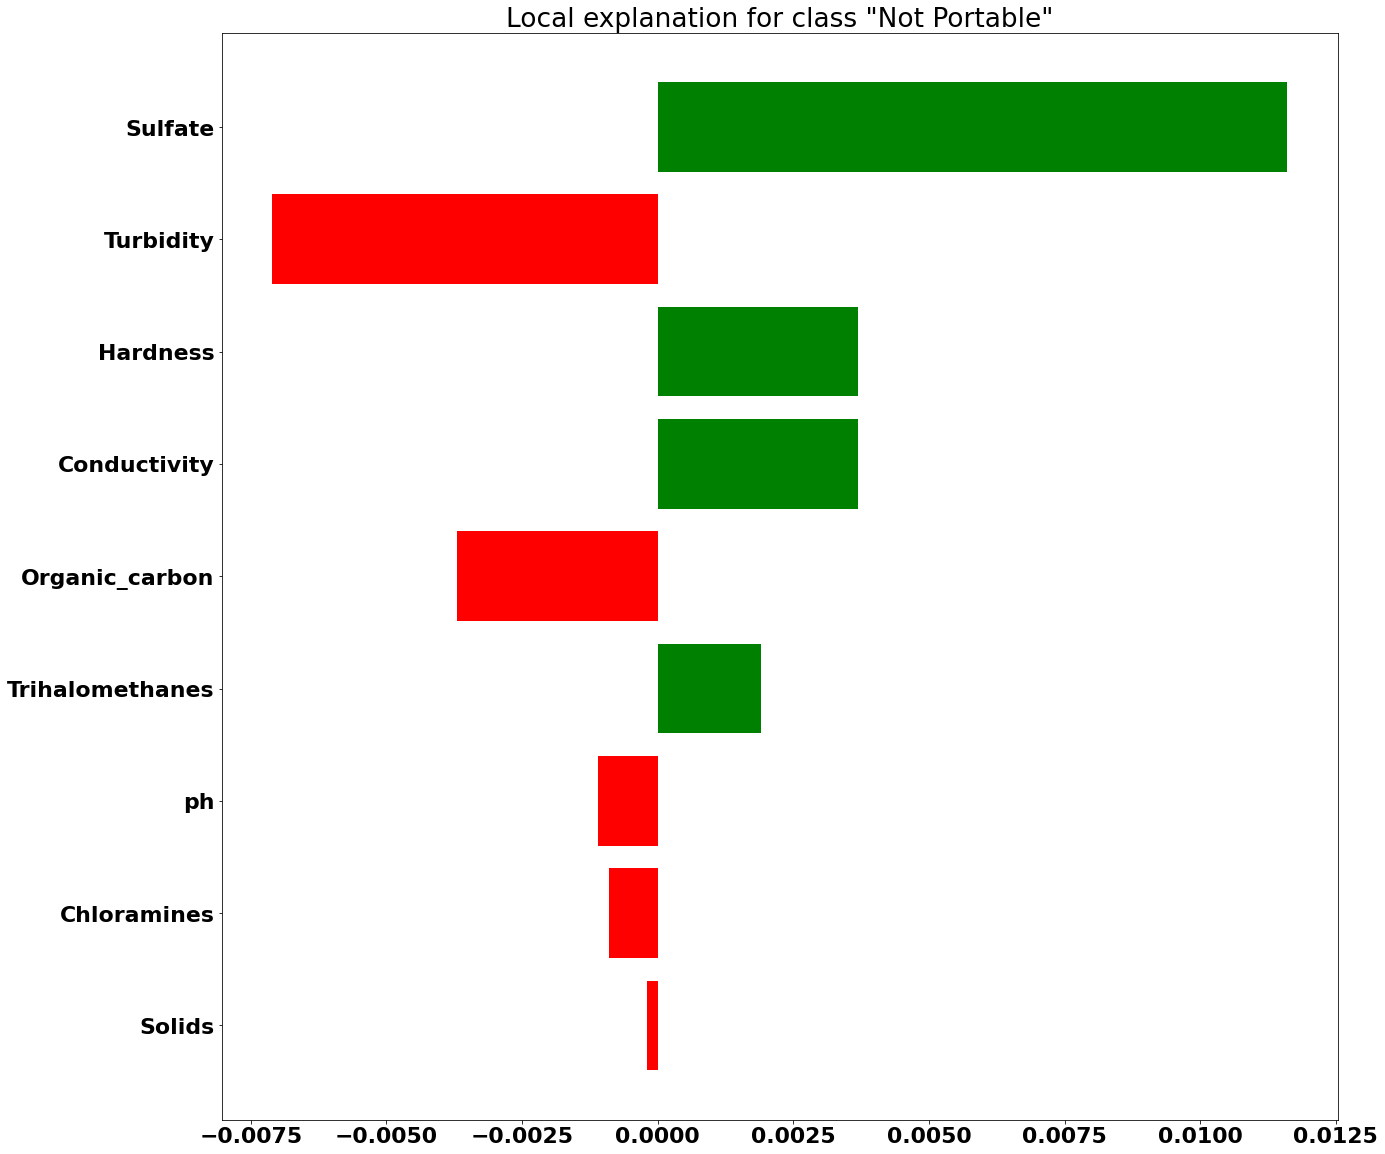 Local explanation for class "Not Portable"
Sulfate
Turbidity
Hardness
Conductivity
Organic_carbon
Trihalomethanes
ph
Chloramines
Solids
−0.0075 −0.0050 −0.0025 0.0000 0.0025 0.0050 0.0075 0.0100 0.0125